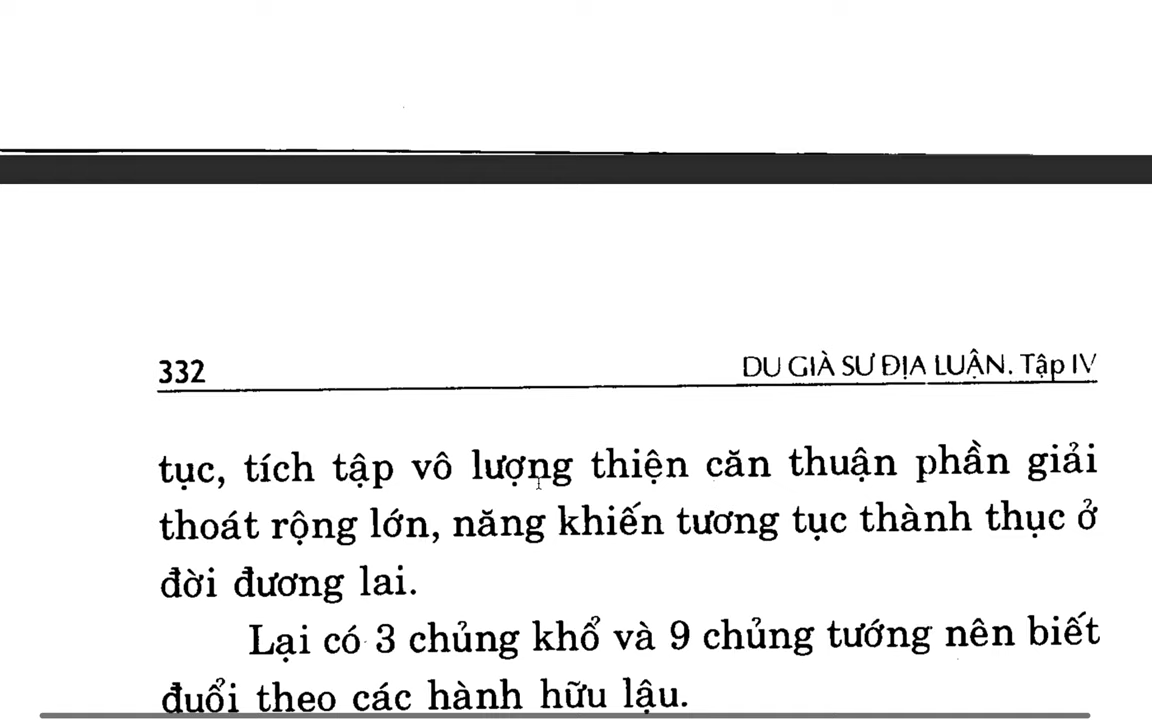 332
DU GIÀ SƯ ĐỊA LUẬN. Tập IV
tục, tích tập vô lượng thiện căn thuận phần giải
thoát rộng lớn, năng khiến tương tục thành thục ở
đời đương lai.
Lại có 3 chủng khổ và 9 chủng tướng nên biết
đuổi theo các hành hữu lậu.